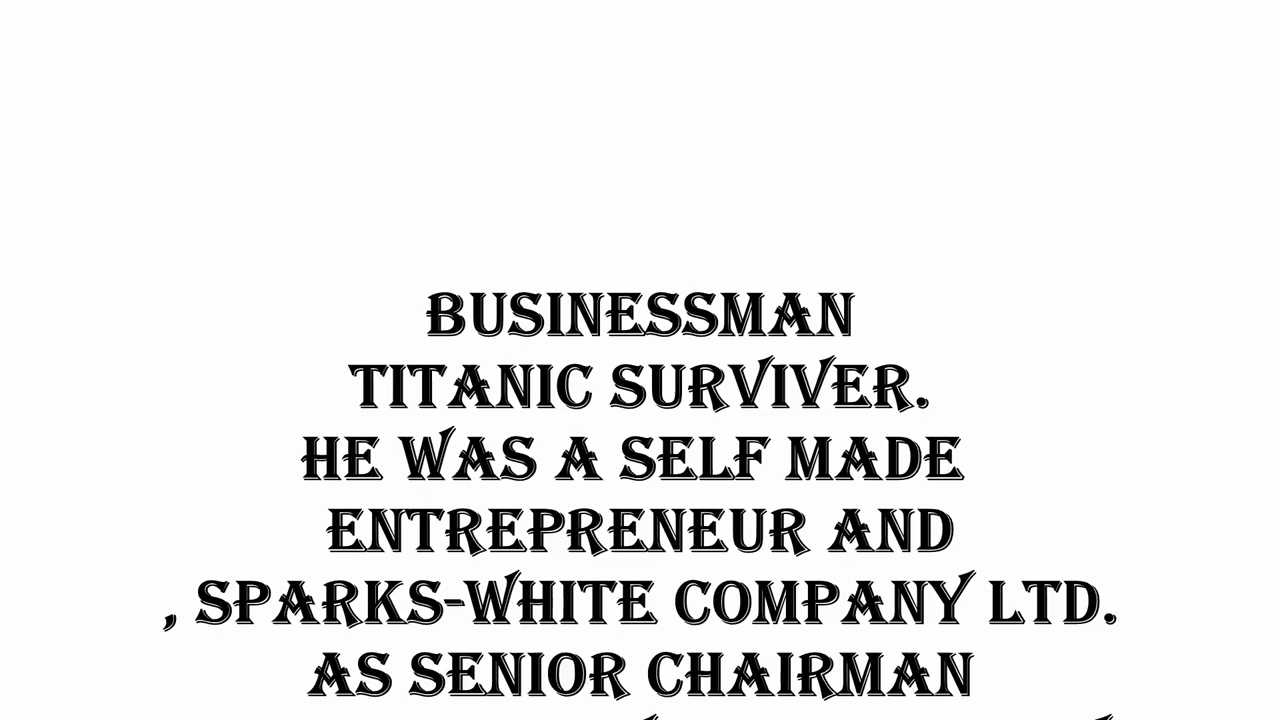 BUSINESSMAN
TITANIC SURVIVER.
HE WAS A SELF MADE
ENTREPRENEUR AND
, SPARKS-WHITE COMPANY LTD.
AS SENIOR CHAIRMAN